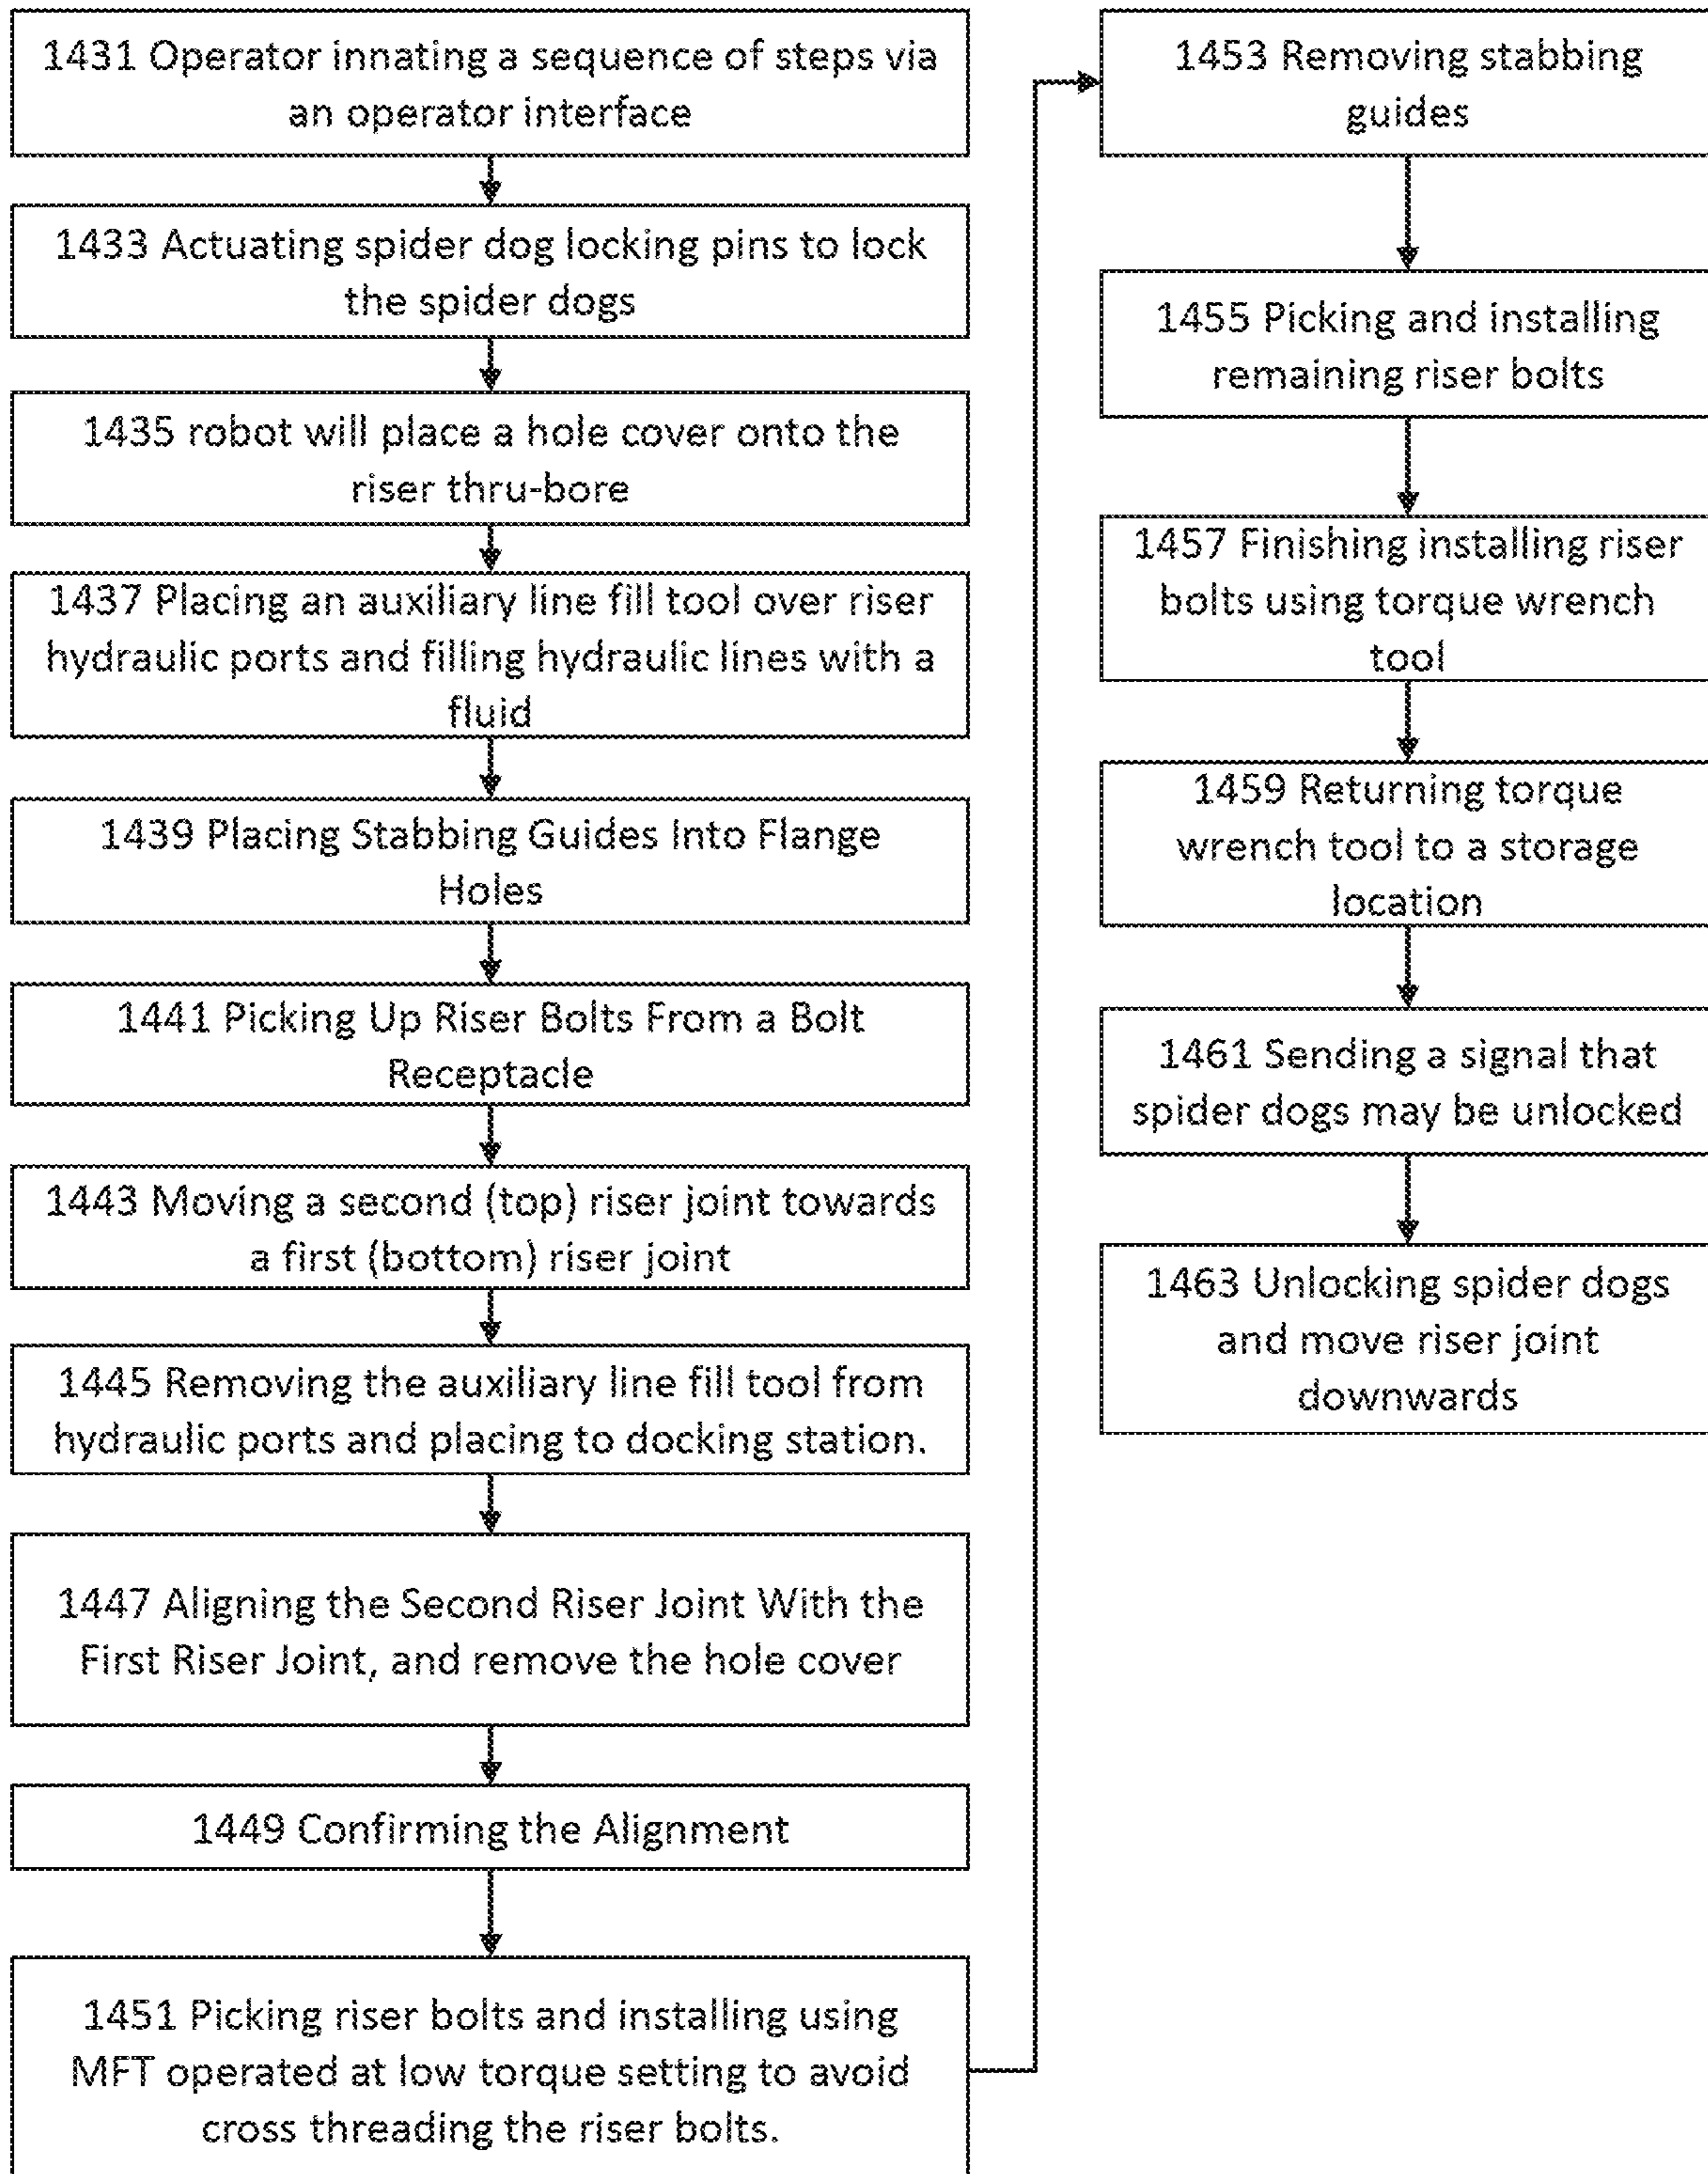 1431 Operator innating a sequence of steps via
an operator interface
1433 Actuating spider dog locking pins to lock
the spider dogs
1435 robot will place a hole cover onto the
riser thru-bore
1437 Placing an auxiliary line fill tool over riser
hydraulic ports and filling hydraulic lines with a
fluid
1439 Placing Stabbing Guides Into Flange
Holes
1441 Picking Up Riser Bolts From a Bolt
Receptacle
1443 Moving a second (top) riser joint towards
a first (bottom) riser joint
1445 Removing the auxiliary line fill tool from
hydraulic ports and placing to docking station.
1447 Aligning the Second Riser Joint With the
First Riser Joint, and remove the hole cover
1449 Confirming the Alignment
1451 Picking riser bolts and installing using
MFT operated at low torque setting to avoid
cross threading the riser bolts.
1453 Removing stabbing
guides
1455 Picking and installing
remaining riser bolts
1457 Finishing installing riser
bolts using torque wrench
tool
1459 Returning torque
wrench tool to a storage
location
1461 Sending a signal that
spider dogs may be unlocked
1463 Unlocking spider dogs
and move riser joint
downwards